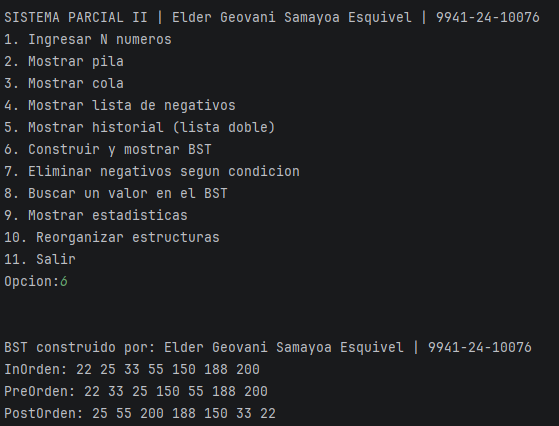 SISTEMA PARCIAL II | Elder Geovani Samayoa Esquivel | 9941-24-10076
1. Ingresar N numeros
2. Mostrar pila
3. Mostrar cola
4. Mostrar lista de negativos
5. Mostrar historial (lista doble)
6. Construir y mostrar BST
7. Eliminar negativos segun condicion
8. Buscar un valor en el BST
9. Mostrar estadisticas
10. Reorganizar estructuras
11. Salir
Opcion:6
BST construido por: Elder Geovani Samayoa Esquivel | 9941-24-10076
InOrden: 22 25 33 55 150 188 200
PreOrden: 22 33 25 150 55 188 200
PostOrden: 25 55 200 188 150 33 22